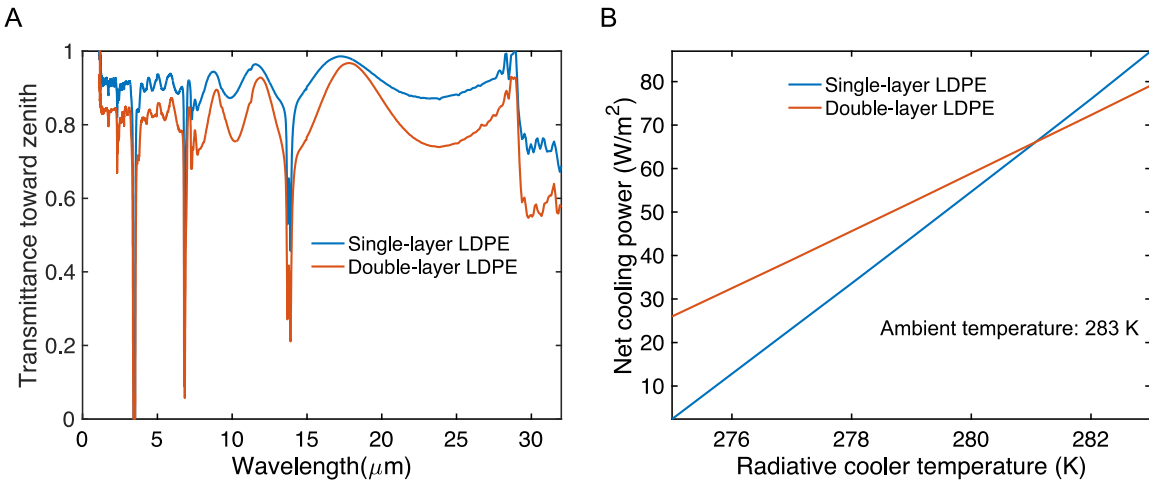 A
Transmittance toward zenith
1
0.8
0.6
0.4
0.2
0
Single-layer LDPE
Double-layer LDPE
0 5 10 15 20 25 30
Wavelength(μm)
B
Net cooling power (W/m²)
80
70
60
50
40
30
20
10
Single-layer LDPE
Double-layer LDPE
Ambient temperature: 283 K
276 278 280 282
Radiative cooler temperature (K)